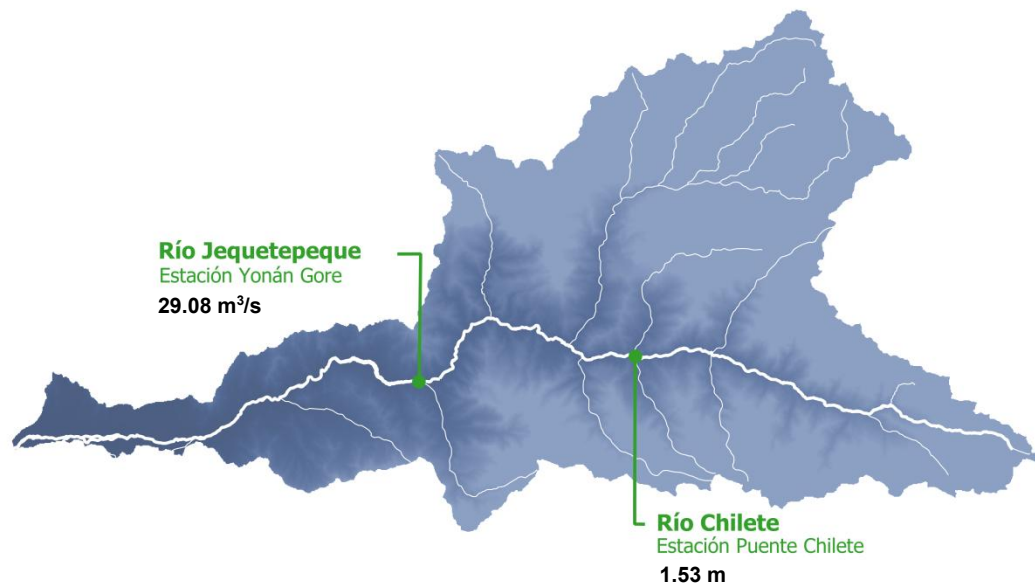 Río Jequetepeque
Estación Yonán Gore
29.08 m³/s
Río Chilete
Estación Puente Chilete
1.53 m